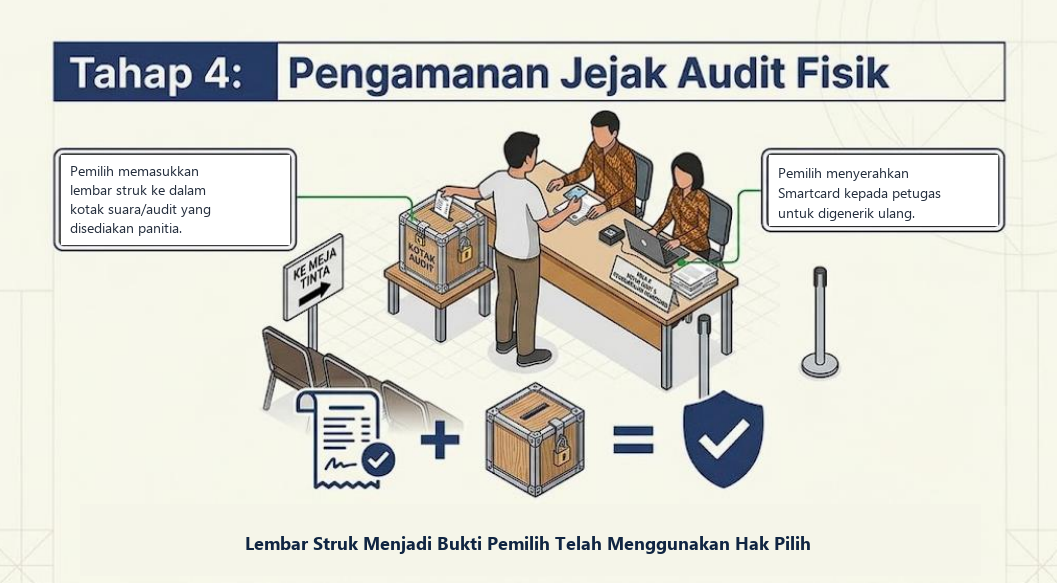 Tahap 4: Pengamanan Jejak Audit Fisik
Pemilih memasukkan
lembar struk ke dalam
kotak suara/audit yang
disediakan panitia.
Pemilih menyerahkan
Smartcard kepada petugas
untuk digenerik ulang.
KOTAK
AUDIT
KE MEJA
TINTA
Lembar Struk Menjadi Bukti Pemilih Telah Menggunakan Hak Pilih